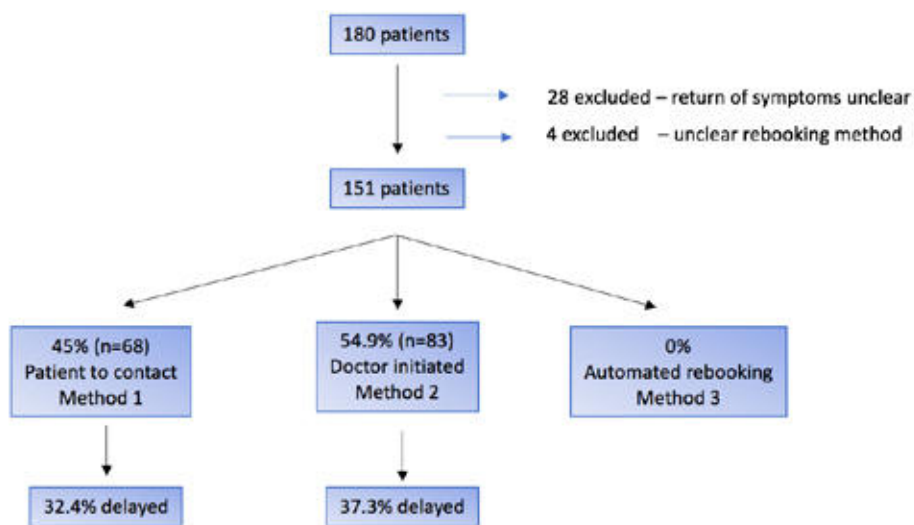 180 patients
28 excluded – return of symptoms unclear
4 excluded – unclear rebooking method
151 patients
45% (n=68)
Patient to contact
Method 1
54.9% (n=83)
Doctor initiated
Method 2
0%
Automated rebooking
Method 3
32.4% delayed
37.3% delayed